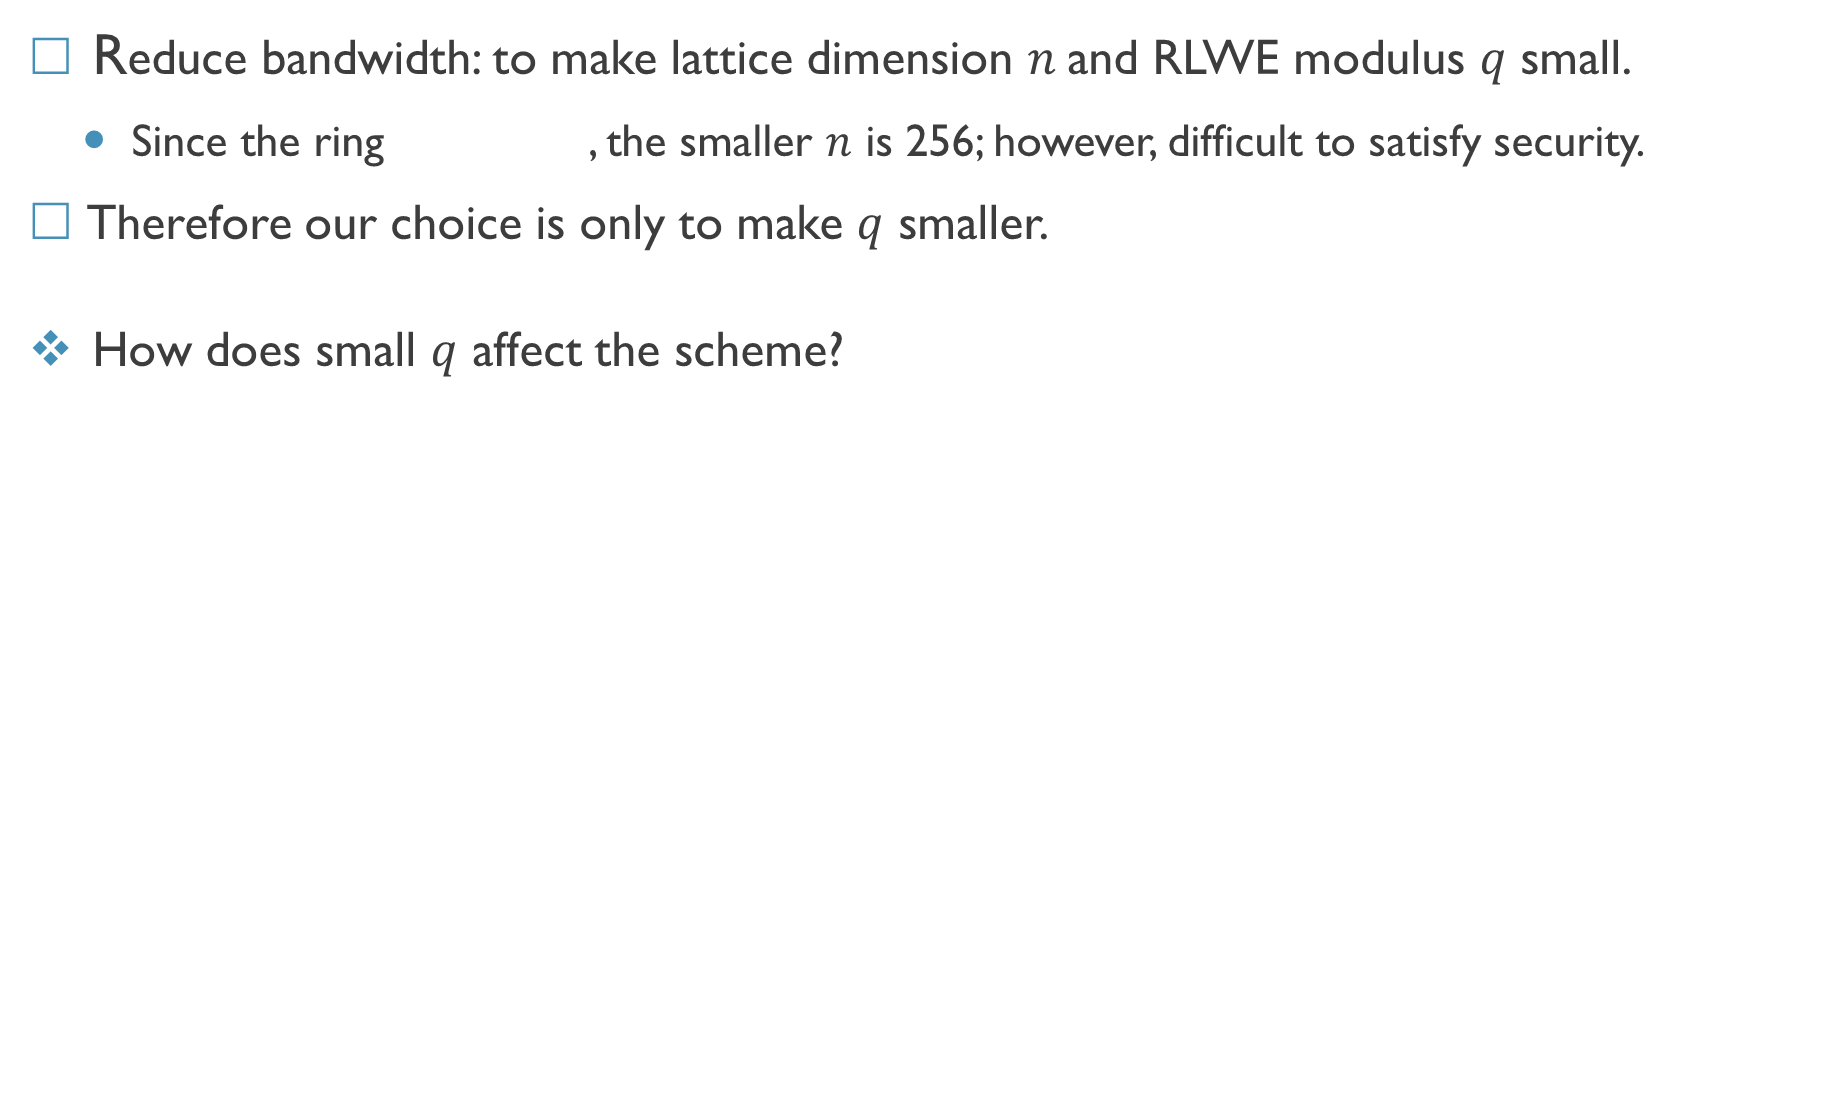 Reduce bandwidth: to make lattice dimension n and RLWE modulus q small.
Since the ring , the smaller n is 256; however, difficult to satisfy security.
Therefore our choice is only to make q smaller.
How does small q affect the scheme?